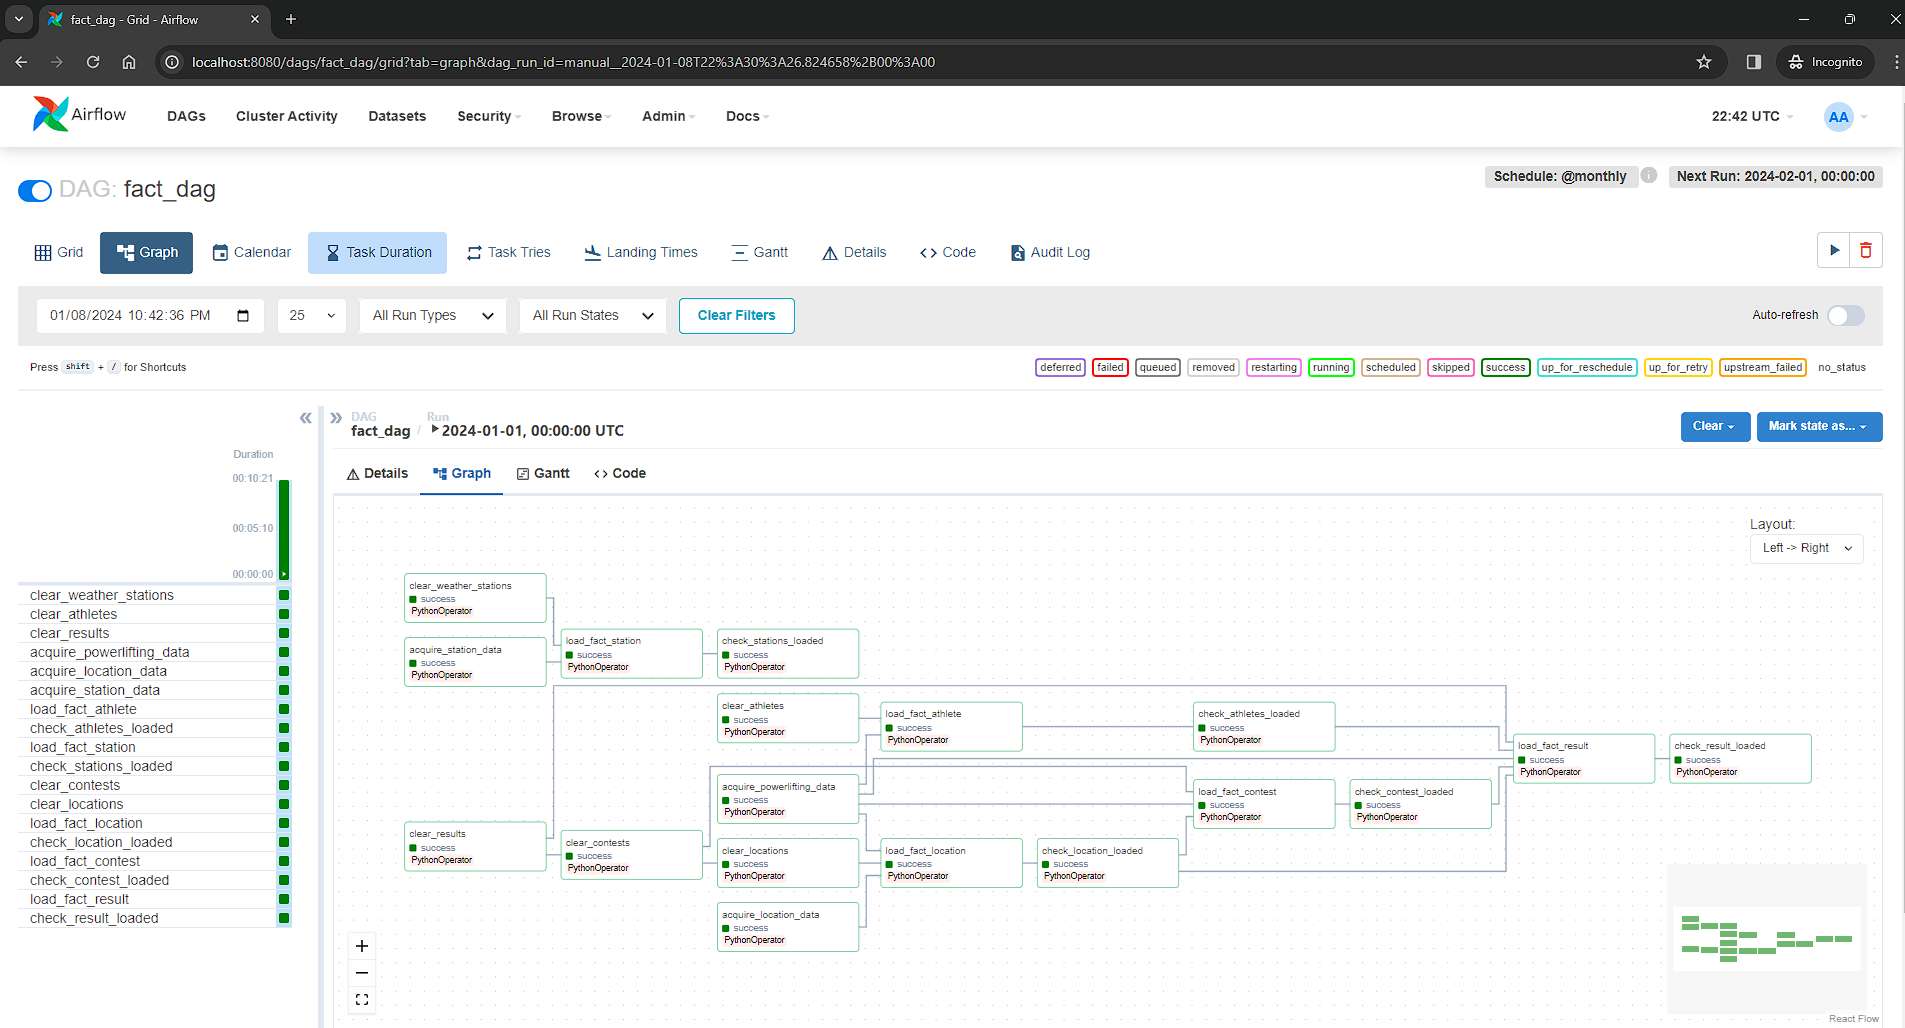 fact_dag - Grid - Airflow
localhost:8080/dags/fact_dag/grid?tab=graph&dag_run_id=manual__2024-01-08T22%3A30%3A26.824658%2B00%3A00
Incognito
Airflow DAGs Cluster Activity Datasets Security Browse Admin Docs 22:42 UTC AA
Schedule: @monthly Next Run: 2024-02-01, 00:00:00
DAG: fact_dag
Grid Graph Calendar Task Duration Task Tries Landing Times Gantt Details Code Audit Log
01/08/2024 10:42:36 PM 25 All Run Types All Run States Clear Filters Auto-refresh
Press shift + / for Shortcuts
deferred failed queued removed restarting running scheduled skipped success up_for_reschedule up_for_retry upstream_failed no_status
Duration
00:10:21
00:05:10
00:00:00
clear_weather_stations
clear_athletes
clear_results
acquire_powerlifting_data
acquire_location_data
acquire_station_data
load_fact_athlete
check_athletes_loaded
load_fact_station
check_stations_loaded
clear_contests
clear_locations
load_fact_location
check_location_loaded
load_fact_contest
check_contest_loaded
load_fact_result
check_result_loaded
DAG Run
fact_dag / 2024-01-01, 00:00:00 UTC
Clear Mark state as...
Details Graph Gantt Code
Layout:
Left -> Right
clear_weather_stations
success
PythonOperator
acquire_station_data
success
PythonOperator
load_fact_station
success
PythonOperator
check_stations_loaded
success
PythonOperator
clear_athletes
success
PythonOperator
load_fact_athlete
success
PythonOperator
check_athletes_loaded
success
PythonOperator
load_fact_result
success
PythonOperator
check_result_loaded
success
PythonOperator
acquire_powerlifting_data
success
PythonOperator
load_fact_contest
success
PythonOperator
check_contest_loaded
success
PythonOperator
clear_results
success
PythonOperator
clear_contests
success
PythonOperator
clear_locations
success
PythonOperator
load_fact_location
success
PythonOperator
check_location_loaded
success
PythonOperator
acquire_location_data
success
PythonOperator
React Flow